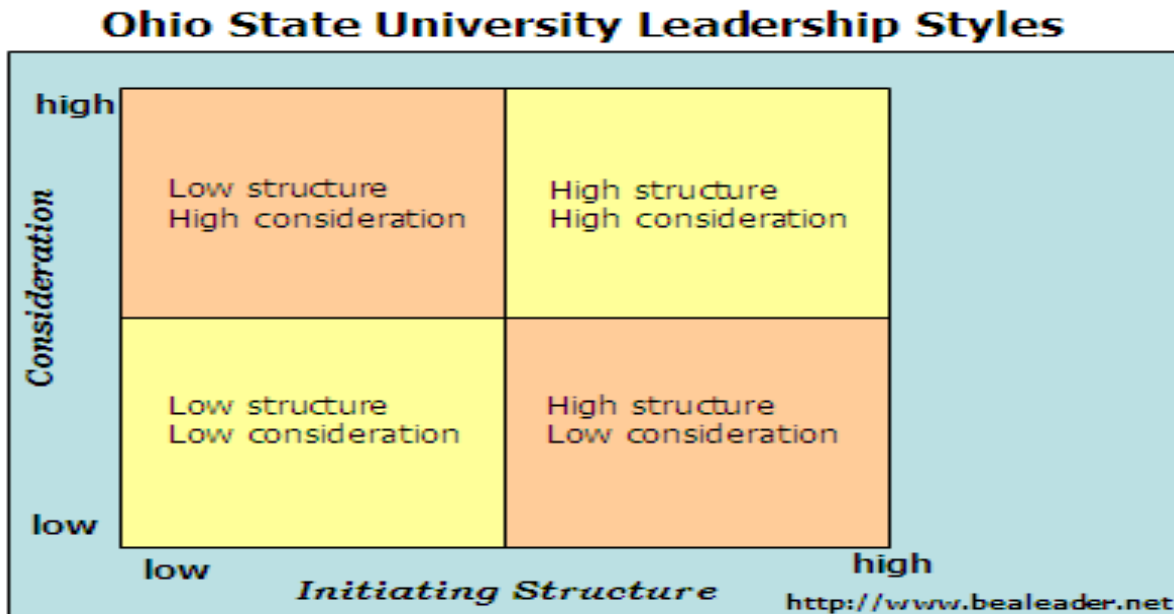 Ohio State University Leadership Styles
high
Low structure
High consideration
High structure
High consideration
Consideration
Low structure
Low consideration
High structure
Low consideration
low
low
high
Initiating Structure
http://www.bealeader.net